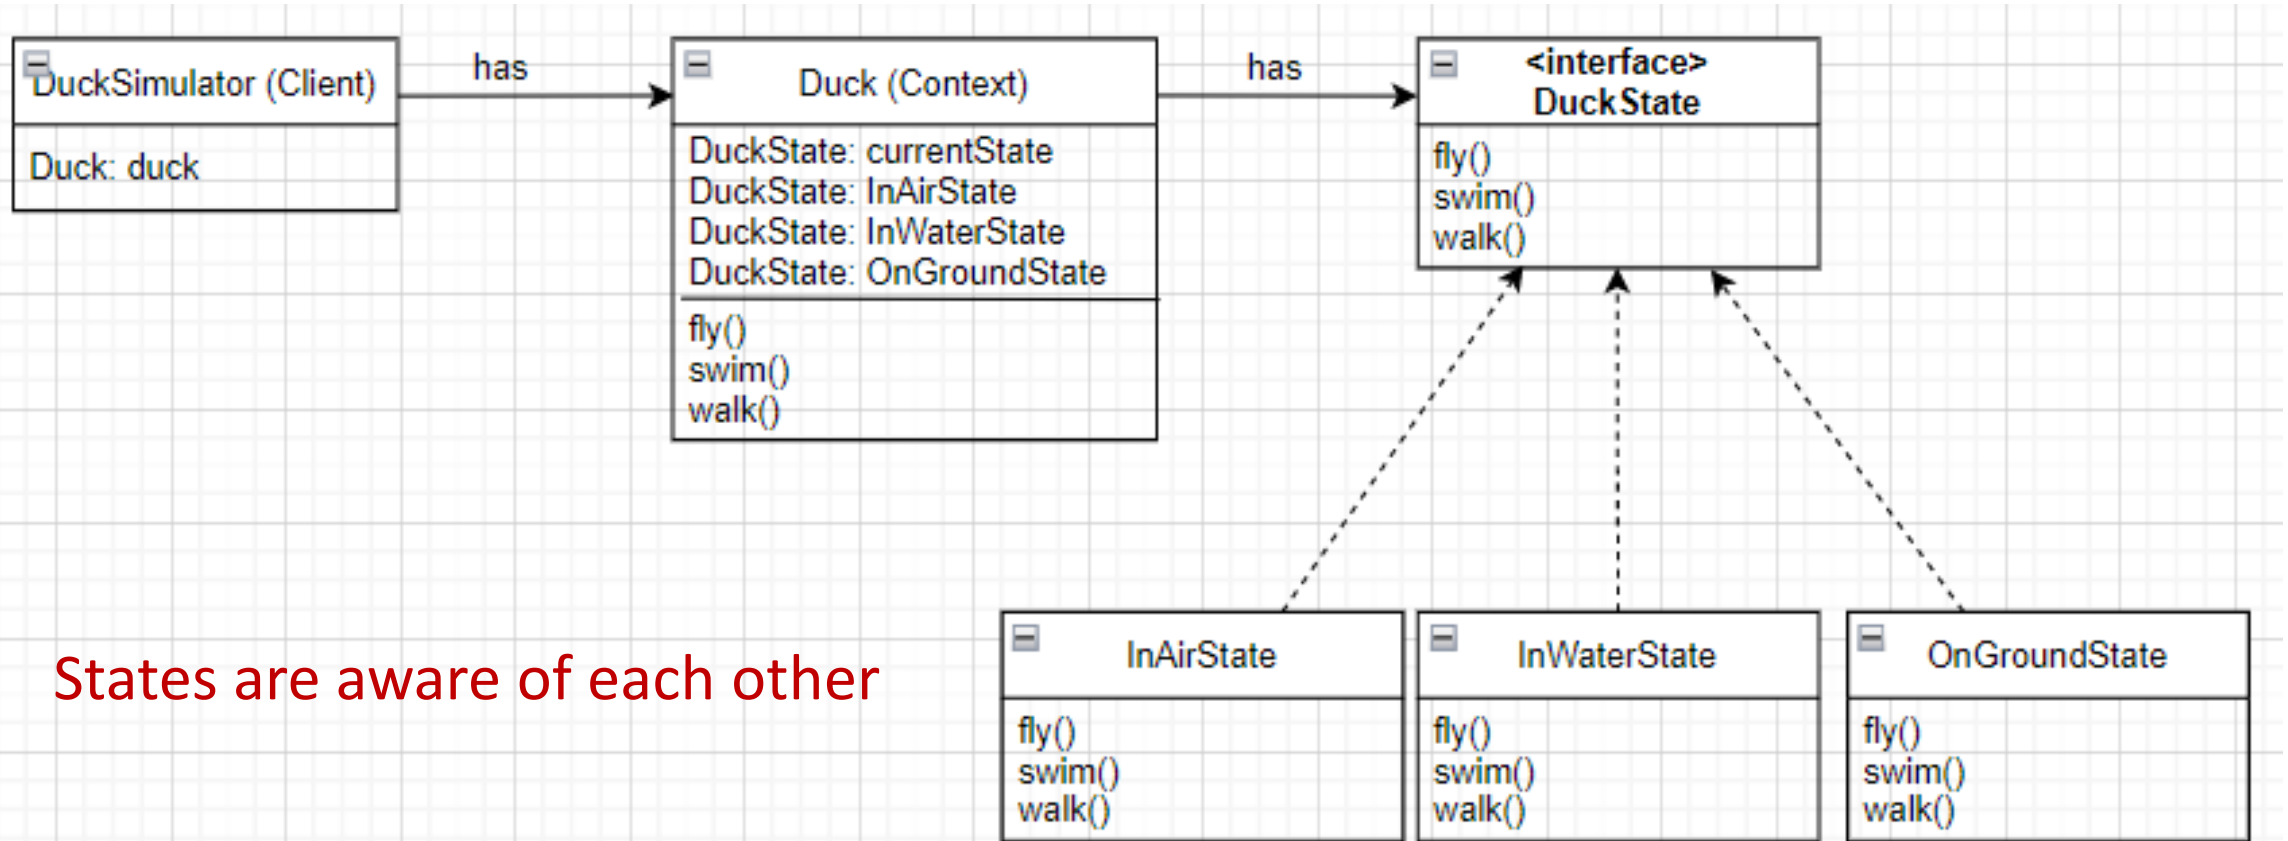 DuckSimulator (Client)
Duck: duck
has
Duck (Context)
DuckState: currentState
DuckState: InAirState
DuckState: InWaterState
DuckState: OnGroundState
fly()
swim()
walk()
has
<interface>
DuckState
fly()
swim()
walk()
States are aware of each other
InAirState
fly()
swim()
walk()
InWaterState
fly()
swim()
walk()
OnGroundState
fly()
swim()
walk()